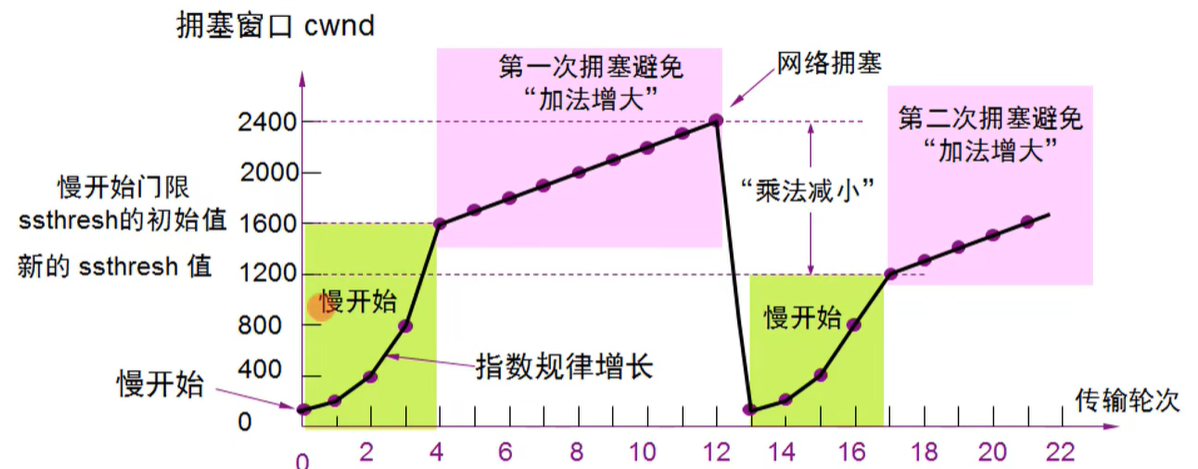 拥塞窗口 cwnd
第一次拥塞避免
“加法增大”
网络拥塞
第二次拥塞避免
“加法增大”
2400
2000
慢开始门限
ssthresh的初始值
1600
“乘法减小”
新的 ssthresh 值
1200
慢开始
800
慢开始
400
指数规律增长
慢开始
0
传输轮次
0 2 4 6 8 10 12 14 16 18 20 22